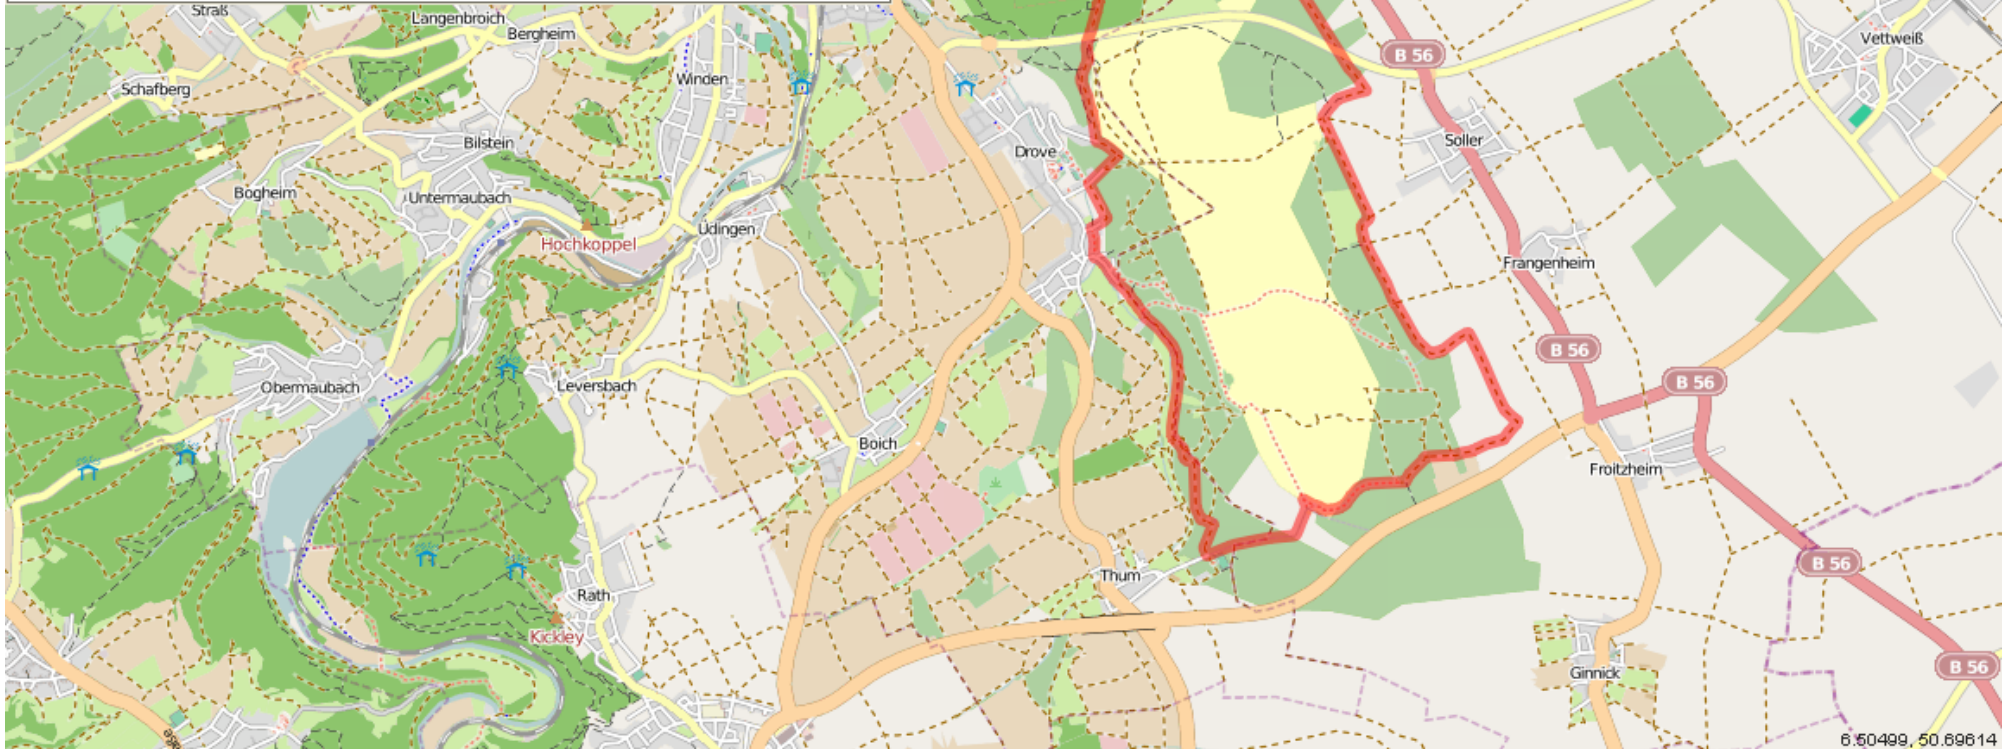 Straß
Langenbroich
Bergheim
Vettweiß
B 56
Schafberg
Winden
Bilstein
Drove
Soller
Bogheim
Untermaubach
Üdingen
Hochkoppel
Frangenheim
B 56
Obermaubach
Leversbach
B 56
Boich
Froitzheim
B 56
Thum
Rath
Kickley
B 56
Ginnick
6.50499, 50.69614